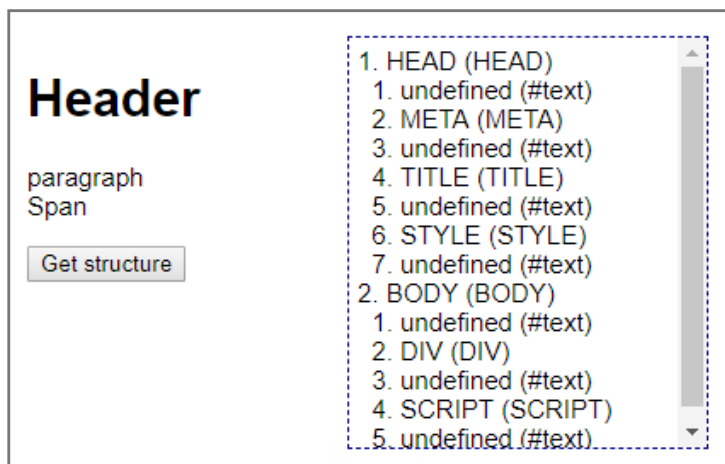 Header
paragraph
Span
Get structure
1. HEAD (HEAD)
1. undefined (#text)
2. META (META)
3. undefined (#text)
4. TITLE (TITLE)
5. undefined (#text)
6. STYLE (STYLE)
7. undefined (#text)
2. BODY (BODY)
1. undefined (#text)
2. DIV (DIV)
3. undefined (#text)
4. SCRIPT (SCRIPT)
5. undefined (#text)